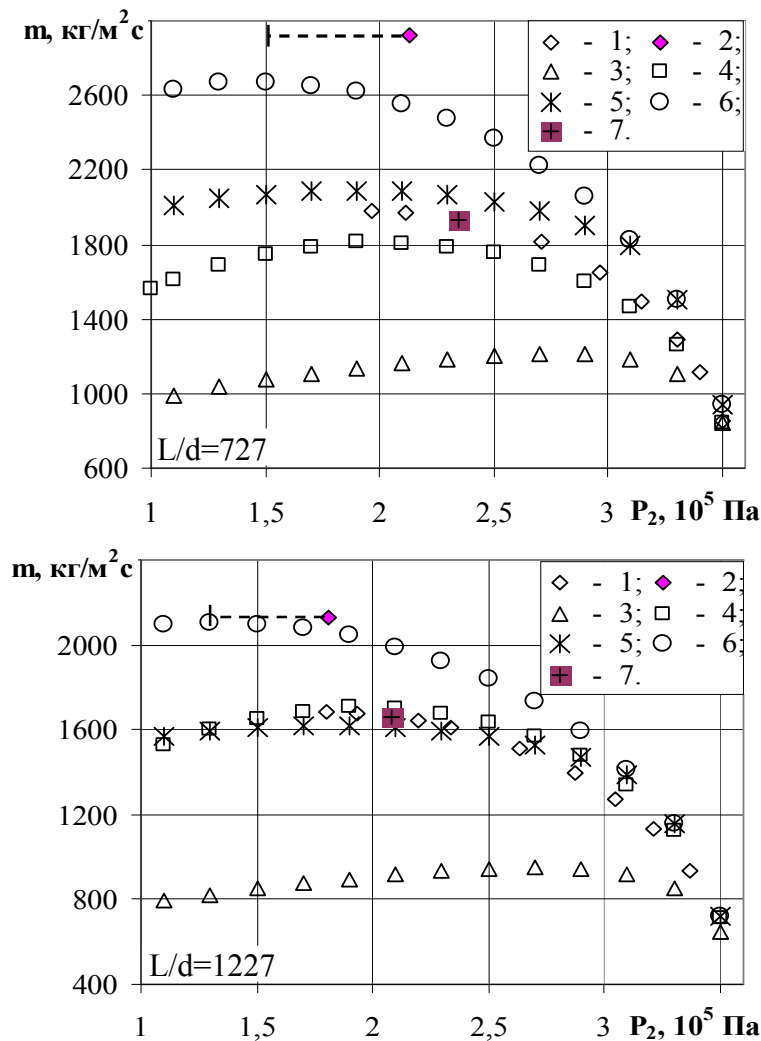 m, кг/м²с
2600
2200
1800
1400
1000
600
- 1; - 2;
- 3; - 4;
- 5; - 6;
- 7.
L/d=727
1 1,5 2 2,5 3 P₂, 10⁵ Па
m, кг/м²с
2000
1600
1200
800
400
- 1; - 2;
- 3; - 4;
- 5; - 6;
- 7.
L/d=1227
1 1,5 2 2,5 3 P₂, 10⁵ Па